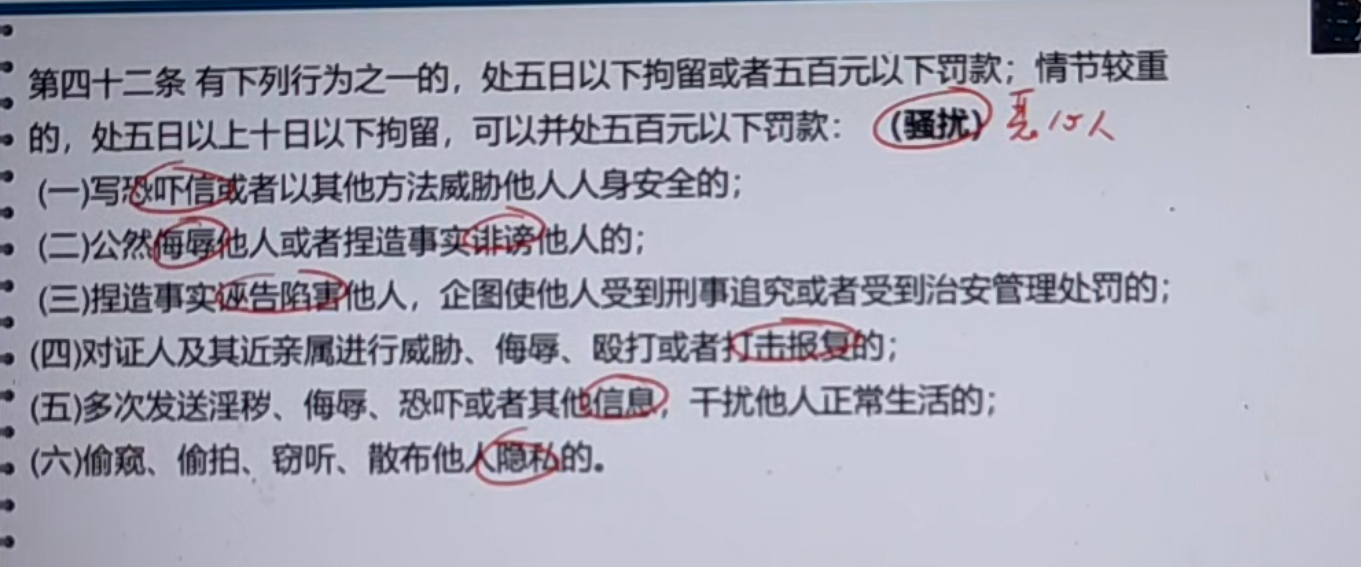 第四十二条 有下列行为之一的，处五日以下拘留或者五百元以下罚款；情节较重
的，处五日以上十日以下拘留，可以并处五百元以下罚款： （骚扰）
(一)写恐吓信或者以其他方法威胁他人人身安全的；
(二)公然侮辱他人或者捏造事实诽谤他人的；
(三)捏造事实诬告陷害他人，企图使他人受到刑事追究或者受到治安管理处罚的；
(四)对证人及其近亲属进行威胁、侮辱、殴打或者打击报复的；
(五)多次发送淫秽、侮辱、恐吓或者其他信息，干扰他人正常生活的；
(六)偷窥、偷拍、窃听、散布他人隐私的。